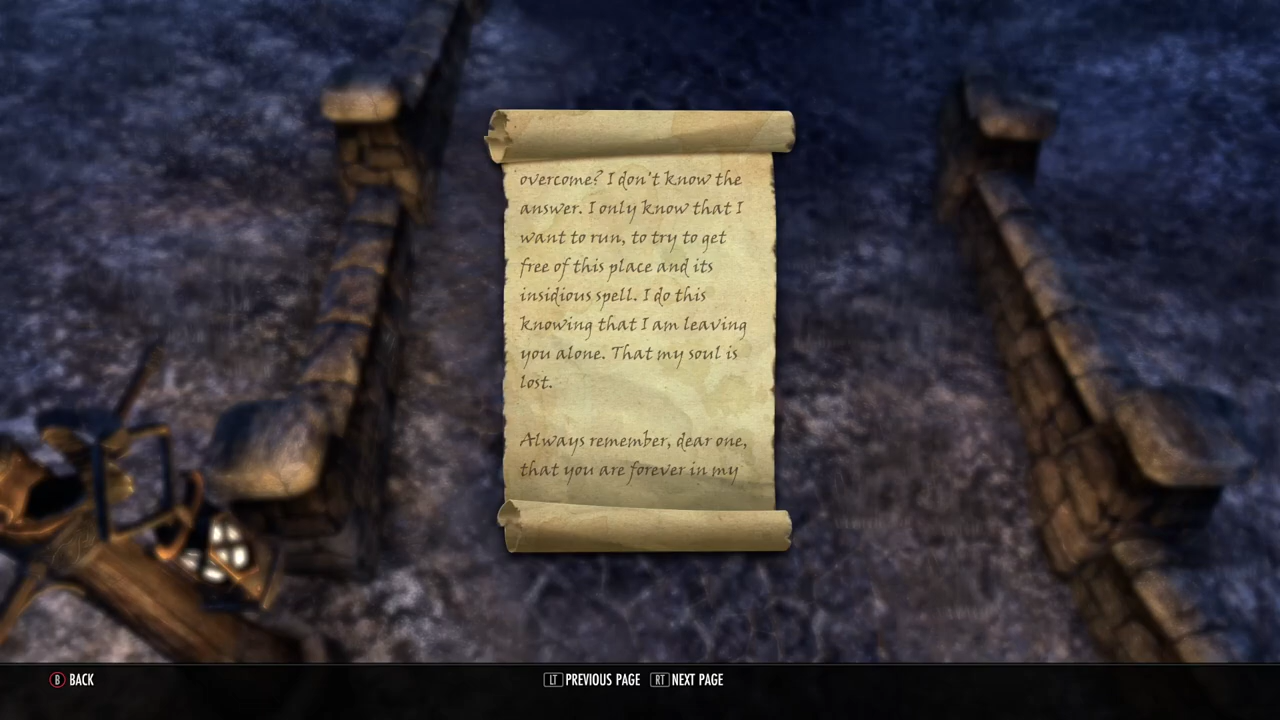 overcome? I don't know the
answer. I only know that I
want to run, to try to get
free of this place and its
insidious spell. I do this
knowing that I am leaving
you alone. That my soul is
lost.
Always remember, dear one,
that you are forever in my
B BACK
LT PREVIOUS PAGE RT NEXT PAGE